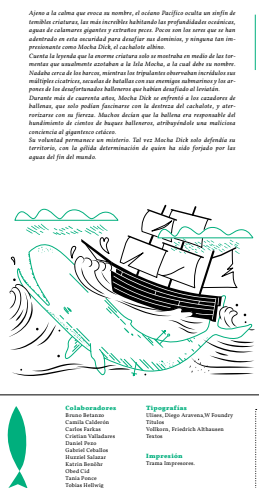 Ajeno a la calma que evoca su nombre, el océano Pacífico oculta un sinfín de
temibles criaturas, las más increíbles habitando las profundidades oceánicas,
aguas de calamares gigantes y extraños peces. Pocos son los seres que se han
adentrado en esta oscuridad para desafiar sus dominios, y ninguna tan im-
presionante como Mocha Dick, el cachalote albino.
Cuenta la leyenda que la enorme criatura solo se mostraba en medio de las tor-
mentas que usualmente azotaban a la Isla Mocha, a la cual debe su nombre.
Nadaba cerca de los barcos, mientras los tripulantes observaban incrédulos sus
múltiples cicatrices, secuelas de batallas con sus enemigos submarinos y los ar-
pones de los desafortunados balleneros que habían desafiado al leviatán.
Durante más de cuarenta años, Mocha Dick se enfrentó a los cazadores de
ballenas, que solo podían fascinarse con la destreza del cachalote, y ater-
rorizarse con su fiereza. Muchos decían que la ballena era responsable del
hundimiento de cientos de buques balleneros, atribuyéndole una maliciosa
conciencia al gigantesco cetáceo.
Su voluntad permanece un misterio. Tal vez Mocha Dick solo defendía su
territorio, con la gélida determinación de quien ha sido forjado por las
aguas del fin del mundo.
Colaboradores
Bruno Betanzo
Camila Calderón
Carlos Farkas
Cristian Valladares
Daniel Peso
Gabriel Ceballos
Huzziel Salazar
Katrin Benöhr
Obed Cid
Tania Ponce
Tobias Hellwig
Tipografías
Ulises, Diego Aravena,W Foundry
Títulos
Vollkorn, Friedrich Althausen
Textos
Impresión
Trama Impresores.